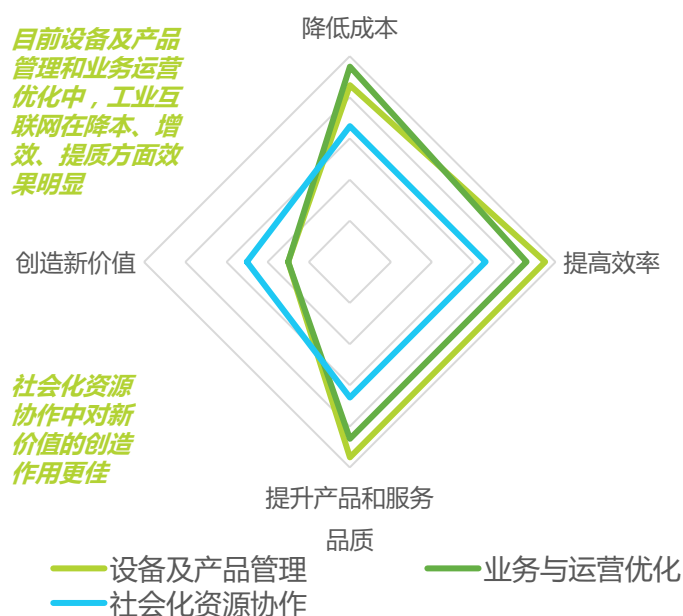 降低成本
目前设备及产品
管理和业务运营
优化中，工业互
联网在降本、增
效、提质方面效
果明显
创造新价值
提高效率
社会化资源
协作中对新
价值的创造
作用更佳
提升产品和服务
品质
设备及产品管理
业务与运营优化
社会化资源协作